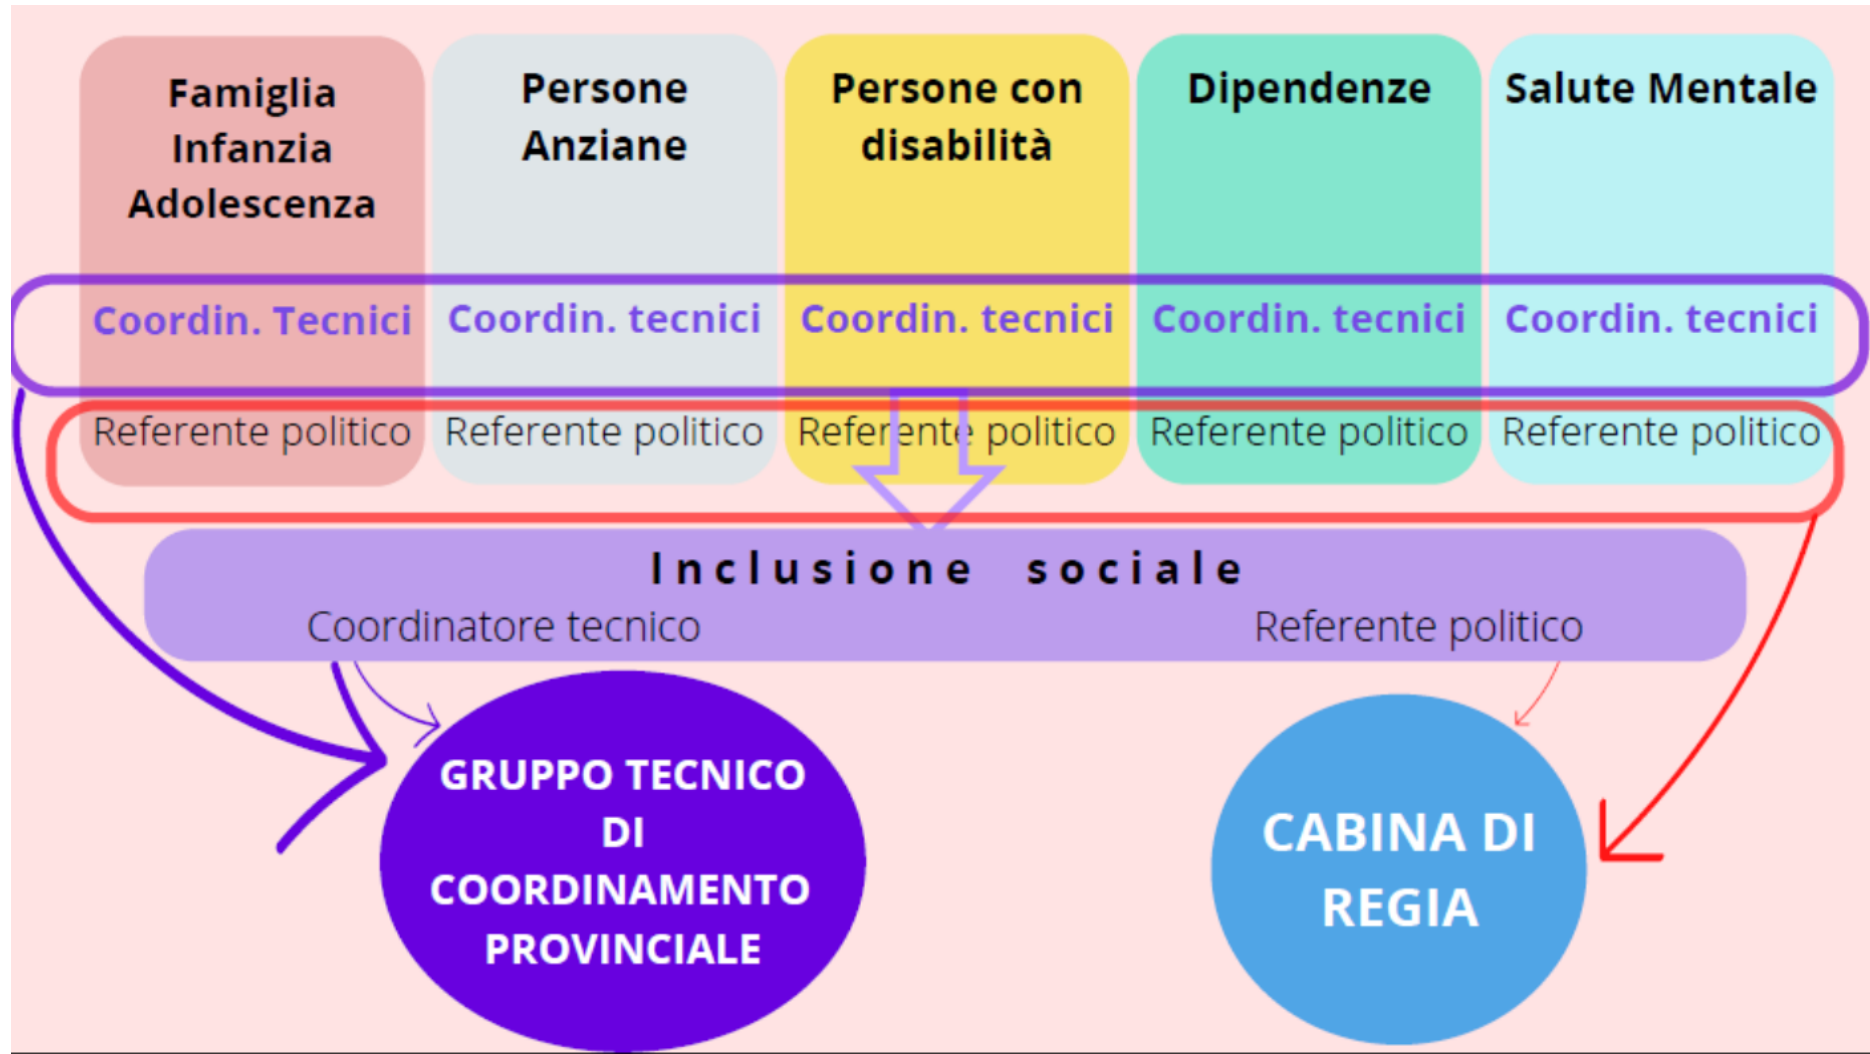 Famiglia
Infanzia
Adolescenza
Persone
Anziane
Persone con
disabilità
Dipendenze
Salute Mentale
Coordin. Tecnici
Coordin. tecnici
Coordin. tecnici
Coordin. tecnici
Coordin. tecnici
Referente politico
Referente politico
Referente politico
Referente politico
Referente politico
Inclusione sociale
Coordinatore tecnico
Referente politico
GRUPPO TECNICO
DI
COORDINAMENTO
PROVINCIALE
CABINA DI
REGIA